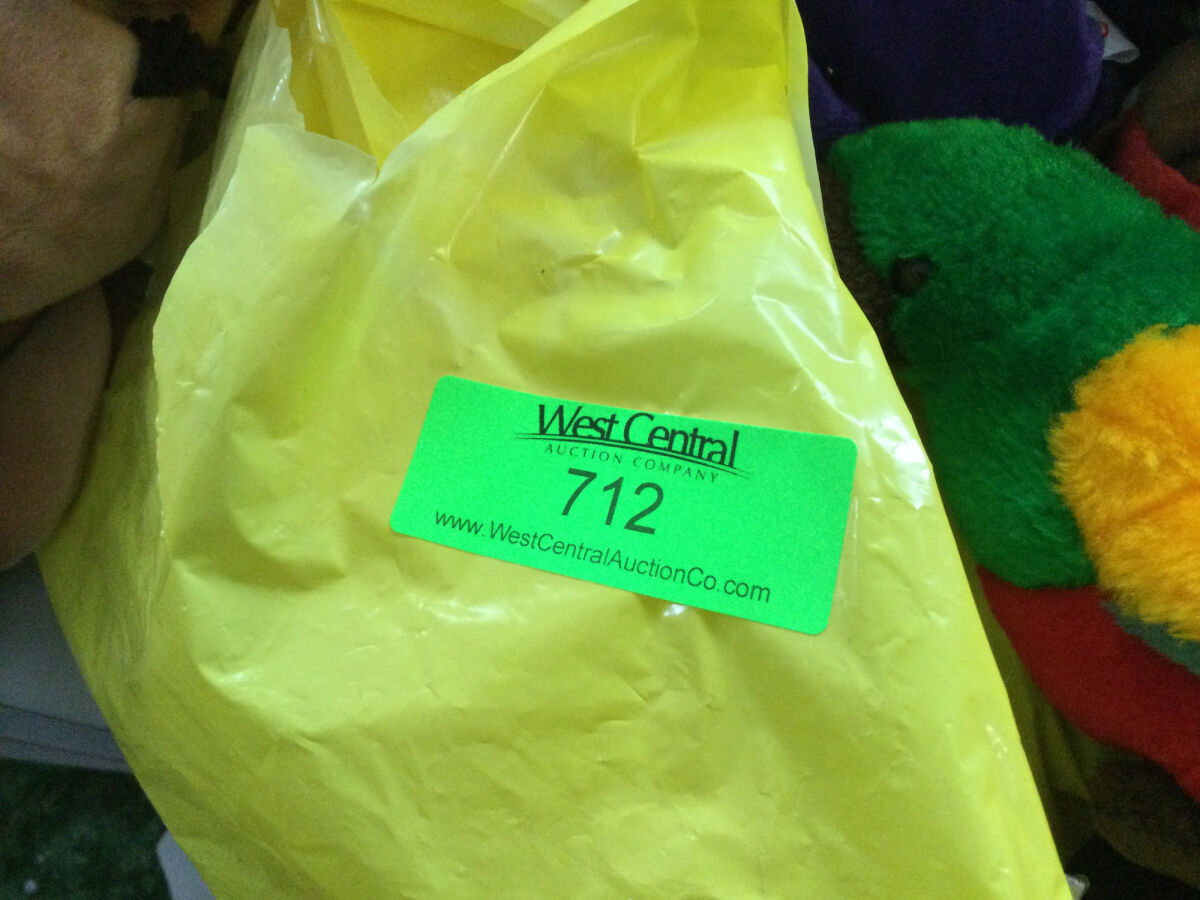 West Central
AUCTION COMPANY
712
www.WestCentralAuctionCo.com